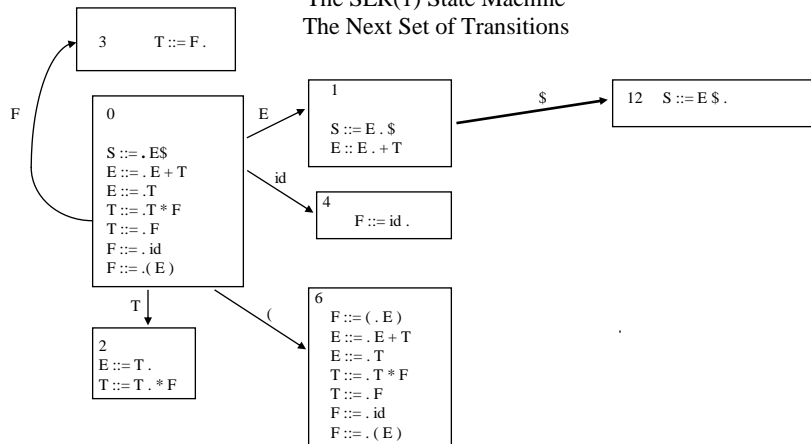 The SLR(1) State Machine
The Next Set of Transitions
3 T ::= F .
F
0
S ::= . E$
E ::= . E + T
E ::= .T
T ::= .T * F
T ::= . F
F ::= . id
F ::= .( E )
E
1
S ::= E . $
E :: E . + T
$
12 S ::= E $ .
id
4
F ::= id .
T
2
E ::= T .
T ::= T . * F
(
6
F ::= ( . E )
E ::= . E + T
E ::= . T
T ::= . T * F
T ::= . F
F ::= . id
F ::= . ( E )